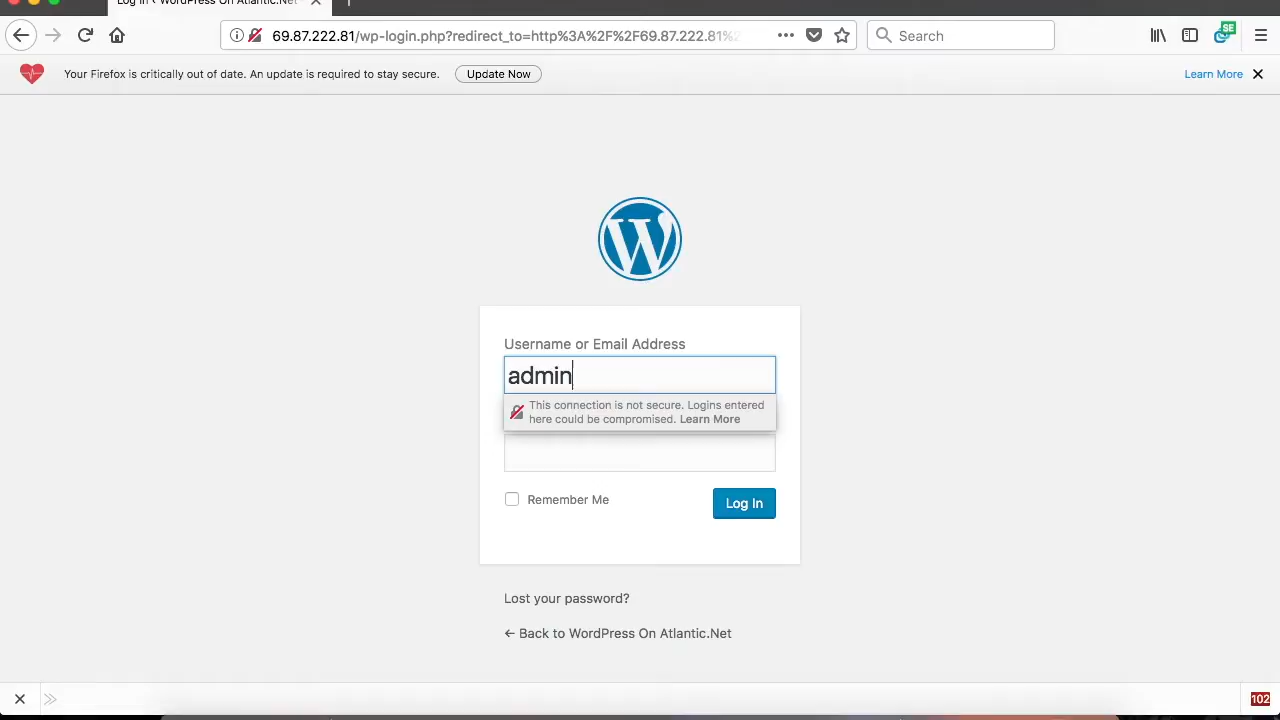 Log In ‹ WordPress On Atlantic.Net
69.87.222.81/wp-login.php?redirect_to=http%3A%2F%2F69.87.222.81%2
Search
Your Firefox is critically out of date. An update is required to stay secure.
Update Now
Learn More
Username or Email Address
admin
This connection is not secure. Logins entered
here could be compromised. Learn More
Remember Me
Log In
Lost your password?
← Back to WordPress On Atlantic.Net
102